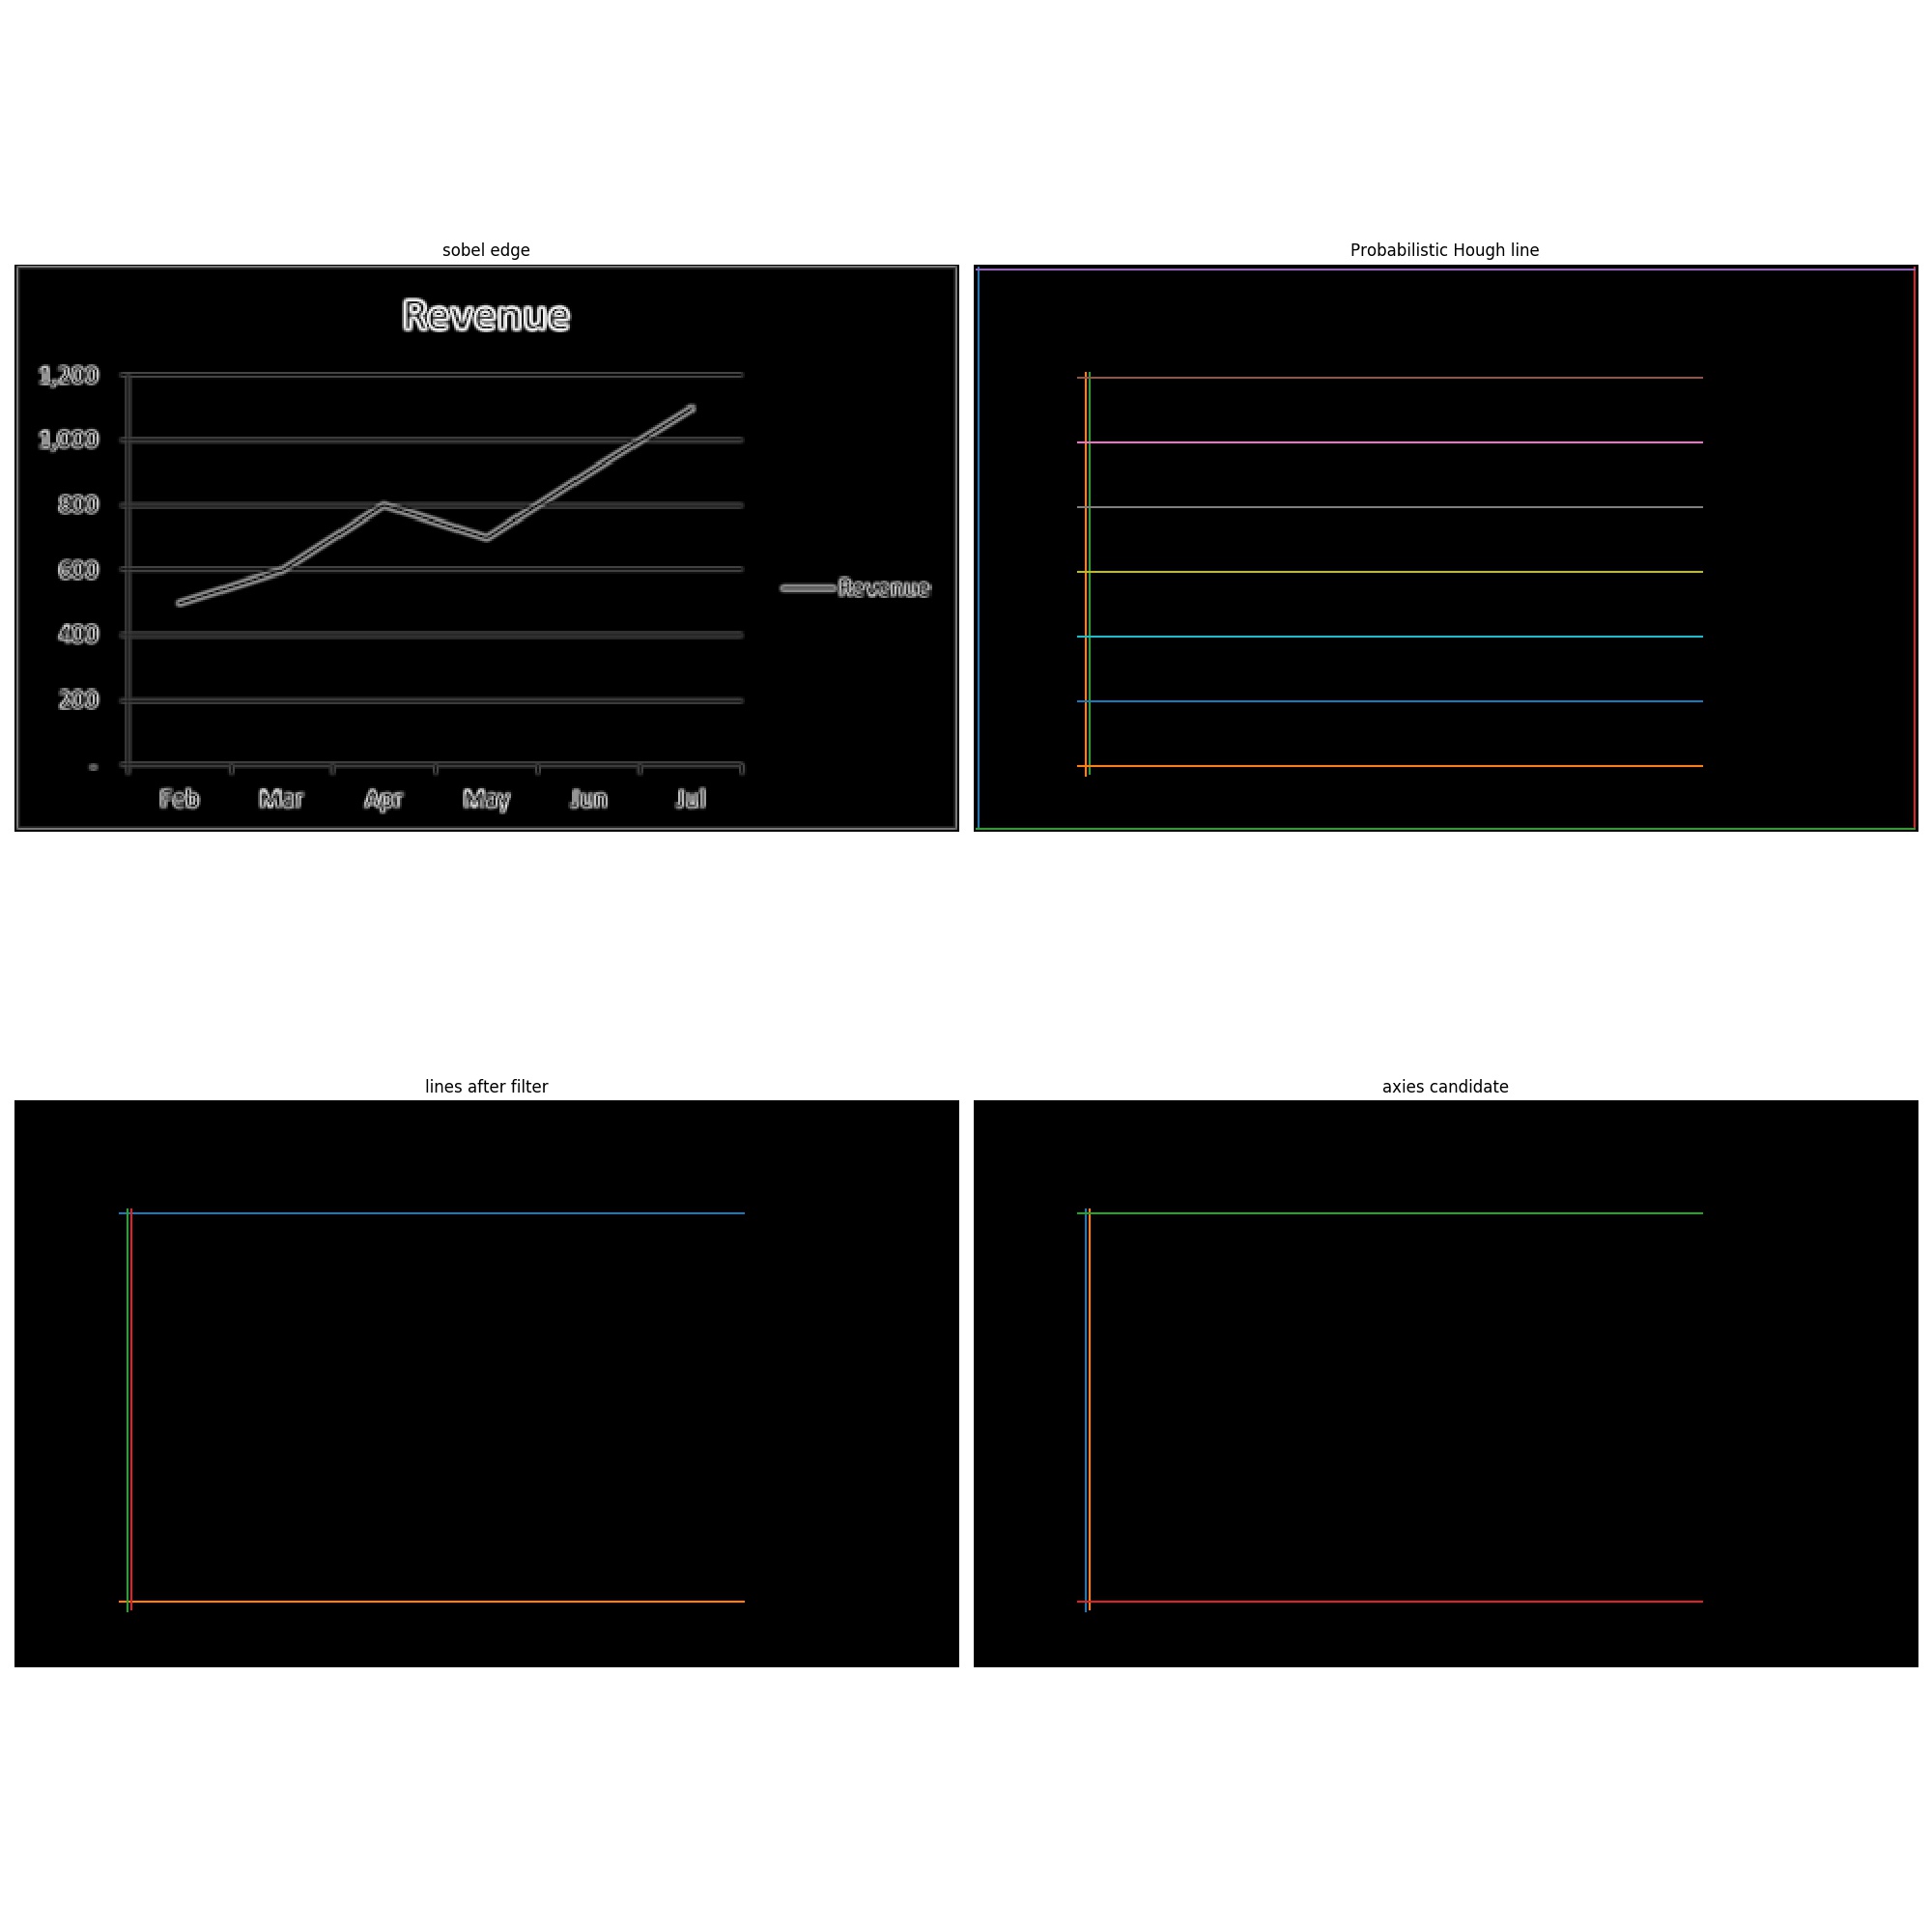 sobel edge
Revenue
1,200
1,000
800
600
400
200
-
Feb Mar Apr May Jun Jul
Revenue
Probabilistic Hough line
lines after filter
axies candidate